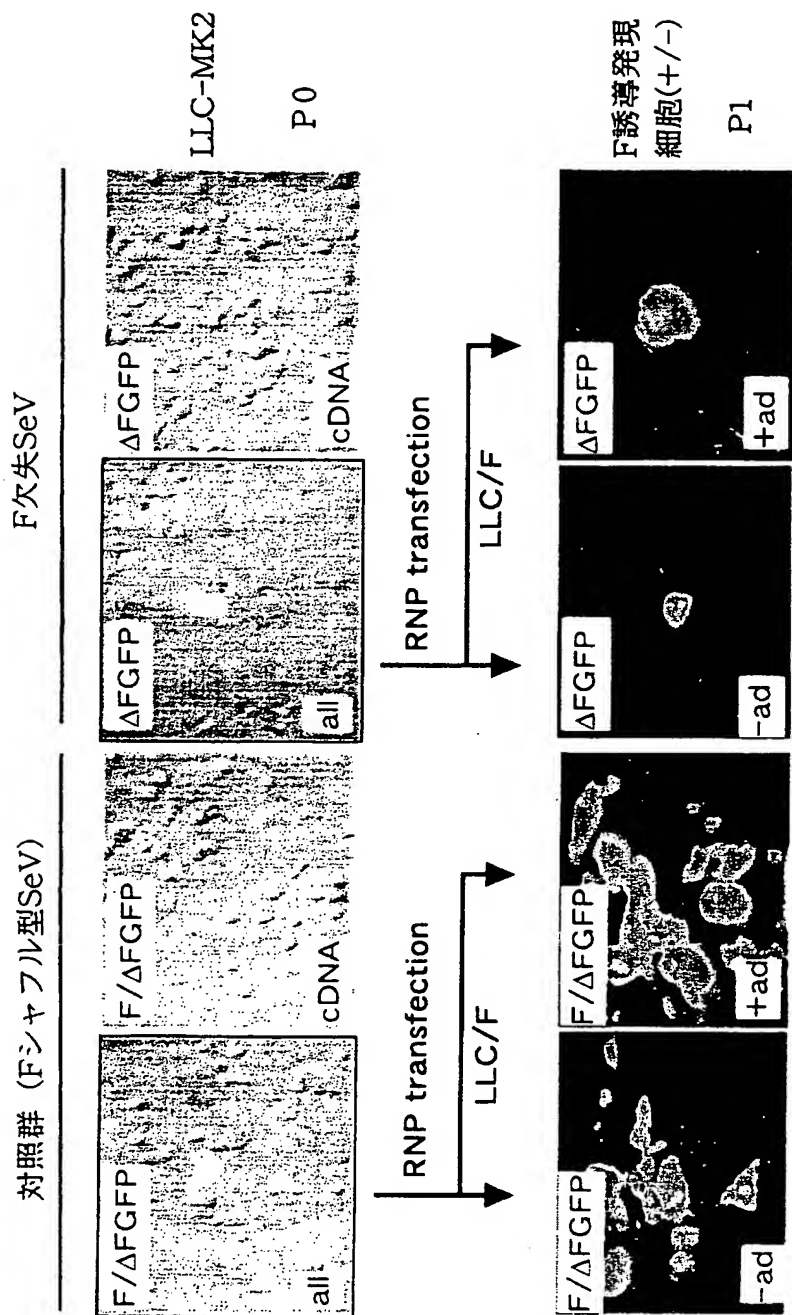 対照群 (Fシャフル型SeV)
F欠失SeV
F/ΔFGFP
all
F/ΔFGFP
cDNA
ΔFGFP
all
ΔFGFP
cDNA
LLC-MK2
P0
RNP transfection
LLC/F
RNP transfection
LLC/F
F/ΔFGFP
-ad
F/ΔFGFP
+ad
ΔFGFP
-ad
ΔFGFP
+ad
F誘導発現
細胞(+/-)
P1